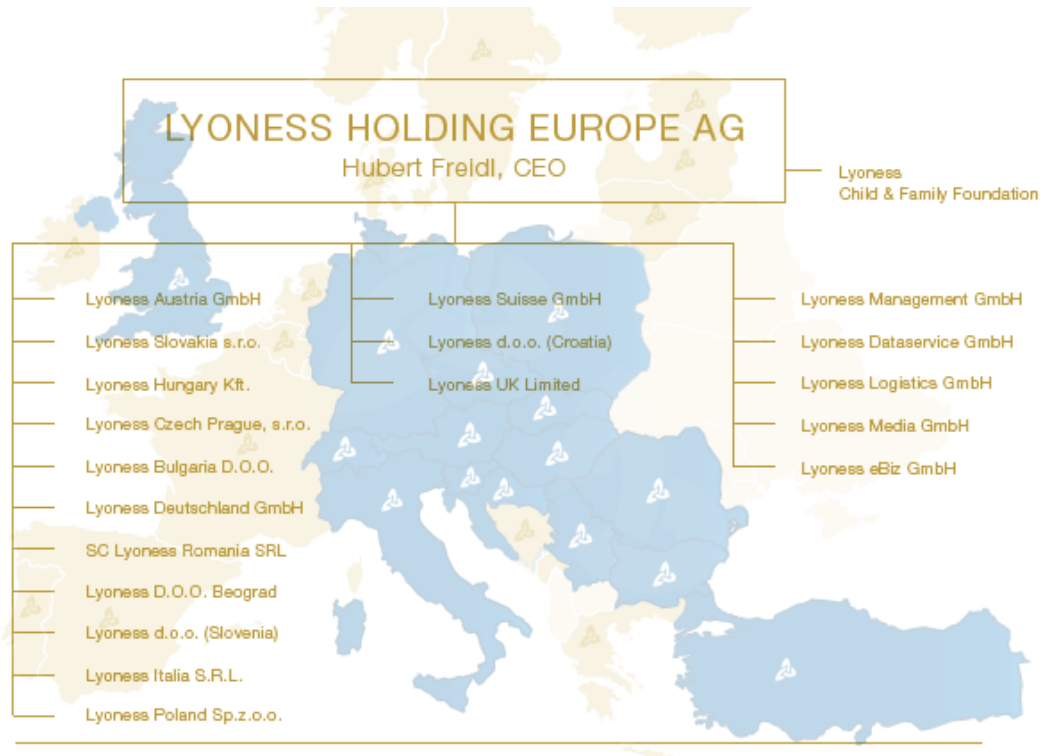 LYONESS HOLDING EUROPE AG
Hubert Freidl, CEO
Lyoness
Child & Family Foundation
Lyoness Austria GmbH
Lyoness Slovakia s.r.o.
Lyoness Hungary Kft.
Lyoness Czech Prague, s.r.o.
Lyoness Bulgaria D.O.O.
Lyoness Deutschland GmbH
SC Lyoness Romania SRL
Lyoness D.O.O. Beograd
Lyoness d.o.o. (Slovenia)
Lyoness Italia S.R.L.
Lyoness Poland Sp.z.o.o.
Lyoness Suisse GmbH
Lyoness d.o.o. (Croatia)
Lyoness UK Limited
Lyoness Management GmbH
Lyoness Dataservice GmbH
Lyoness Logistics GmbH
Lyoness Media GmbH
Lyoness eBiz GmbH